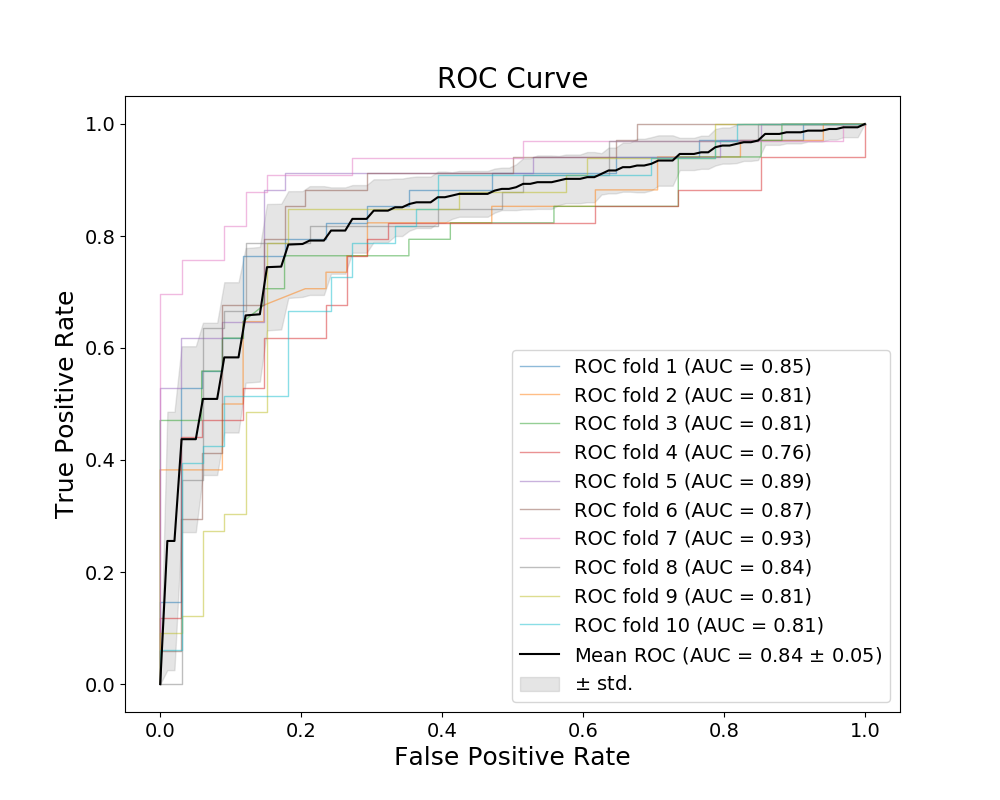 ROC Curve
1.0
0.8
0.6
0.4
0.2
0.0
True Positive Rate
ROC fold 1 (AUC = 0.85)
ROC fold 2 (AUC = 0.81)
ROC fold 3 (AUC = 0.81)
ROC fold 4 (AUC = 0.76)
ROC fold 5 (AUC = 0.89)
ROC fold 6 (AUC = 0.87)
ROC fold 7 (AUC = 0.93)
ROC fold 8 (AUC = 0.84)
ROC fold 9 (AUC = 0.81)
ROC fold 10 (AUC = 0.81)
Mean ROC (AUC = 0.84 ± 0.05)
± std.
0.0 0.2 0.4 0.6 0.8 1.0
False Positive Rate